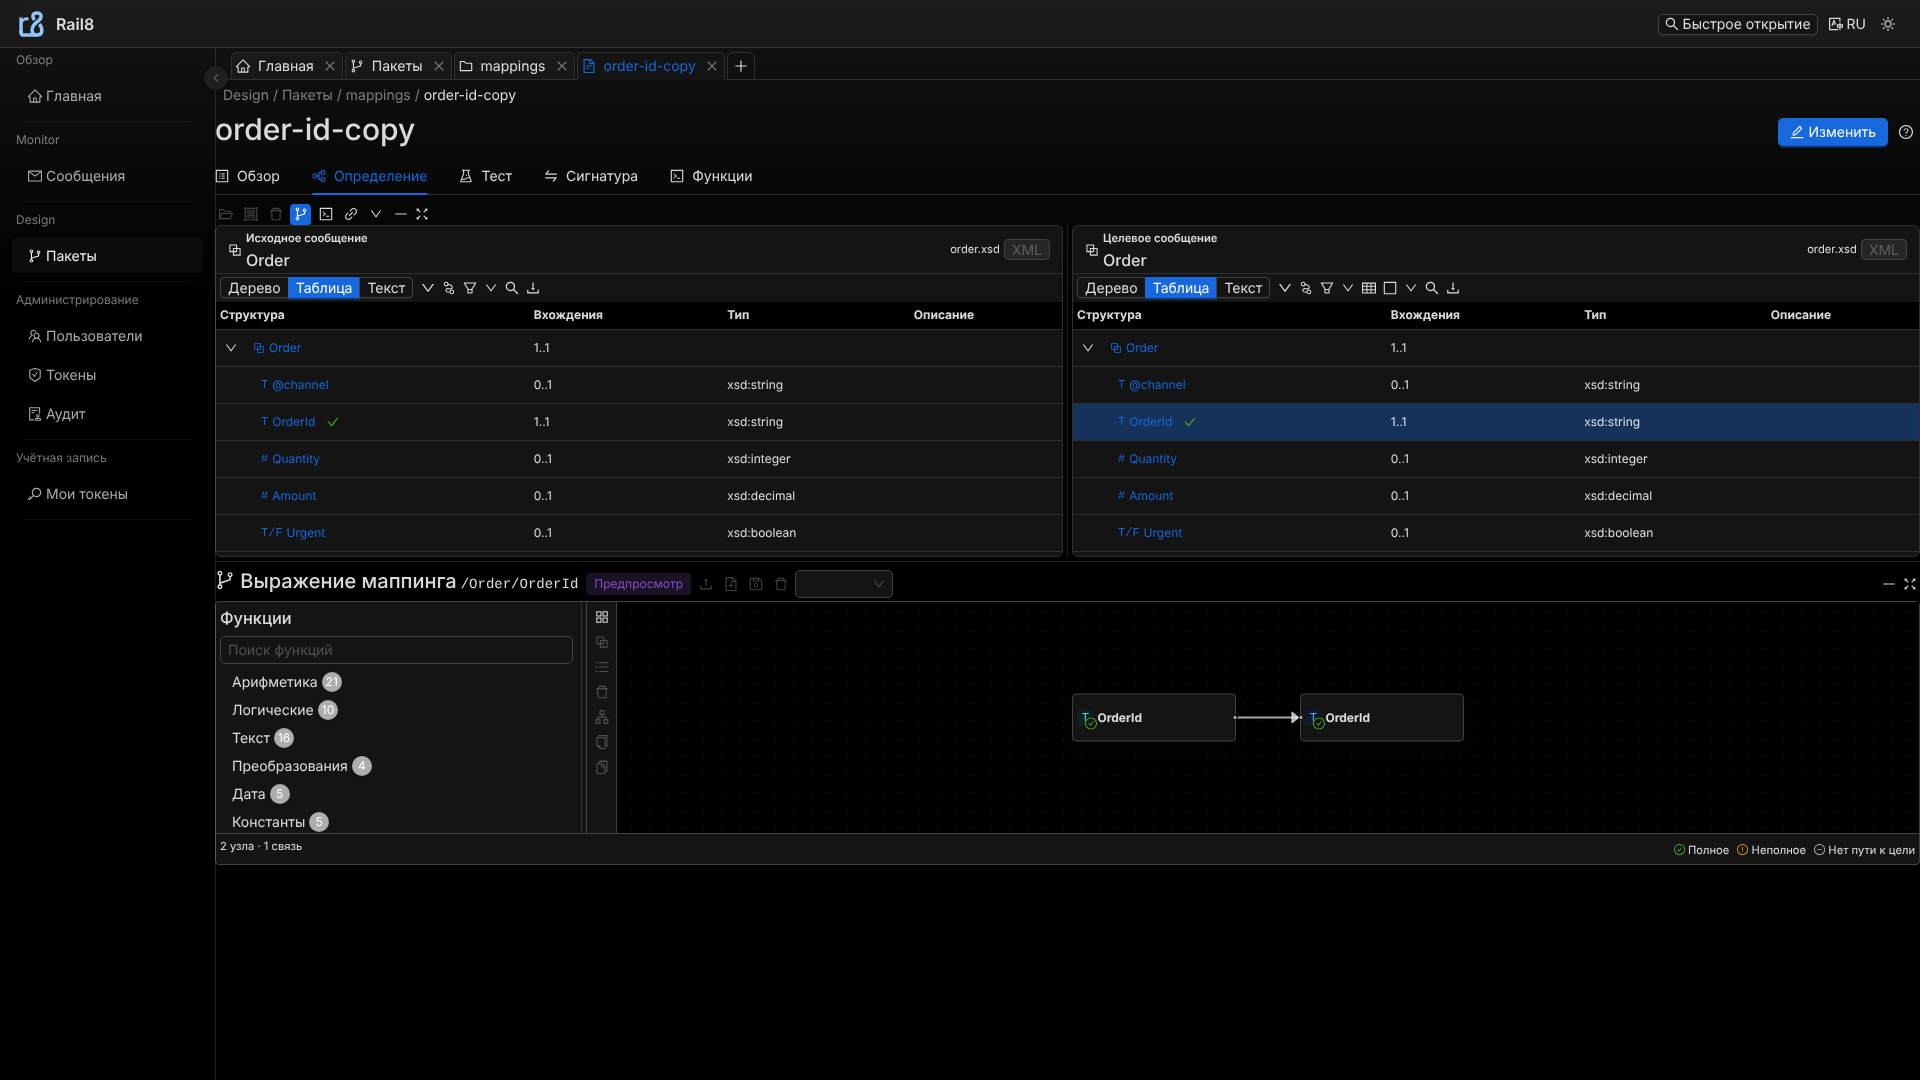 r8 Rail8
Быстрое открытие
RU
Обзор
Главная
Monitor
Сообщения
Design
Пакеты
Администрирование
Пользователи
Токены
Аудит
Учётная запись
Мои токены
Главная
Пакеты
mappings
order-id-copy
Design / Пакеты / mappings / order-id-copy
order-id-copy
Изменить
Обзор
Определение
Тест
Сигнатура
Функции
Исходное сообщение
Order
order.xsd XML
Дерево Таблица Текст
Структура Вхождения Тип Описание
Order 1..1
T @channel 0..1 xsd:string
T OrderId 1..1 xsd:string
# Quantity 0..1 xsd:integer
# Amount 0..1 xsd:decimal
T/F Urgent 0..1 xsd:boolean
Целевое сообщение
Order
order.xsd XML
Дерево Таблица Текст
Структура Вхождения Тип Описание
Order 1..1
T @channel 0..1 xsd:string
T OrderId 1..1 xsd:string
# Quantity 0..1 xsd:integer
# Amount 0..1 xsd:decimal
T/F Urgent 0..1 xsd:boolean
Выражение маппинга /Order/OrderId Предпросмотр
Функции
Поиск функций
Арифметика 21
Логические 10
Текст 16
Преобразования 4
Дата 5
Константы 5
T OrderId
T OrderId
2 узла · 1 связь
Полное Неполное Нет пути к цели